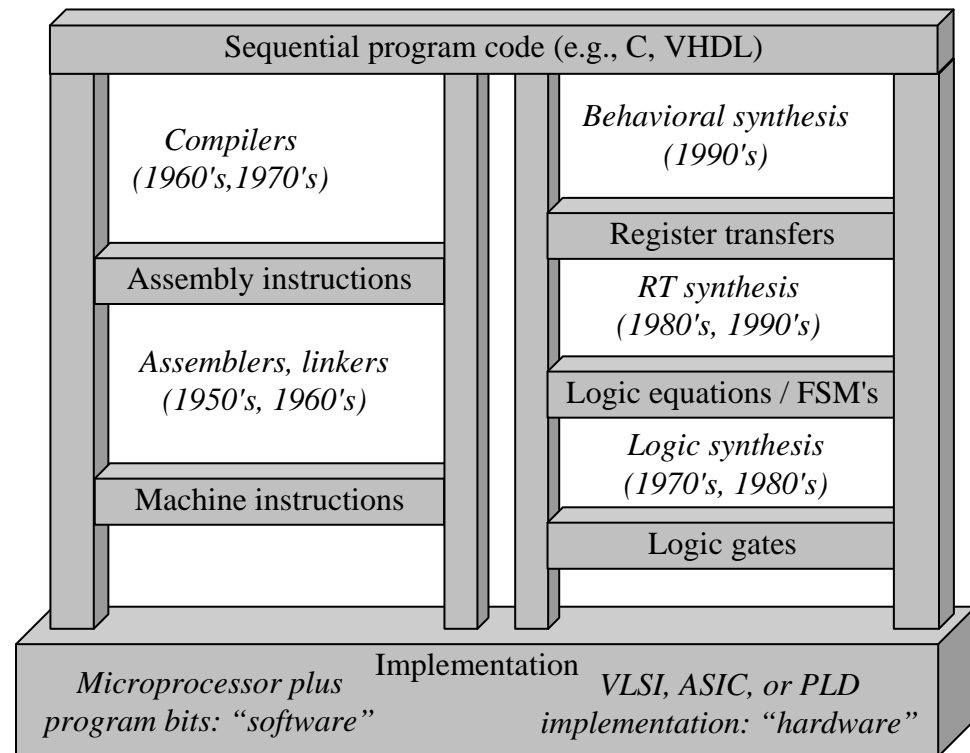 Sequential program code (e.g., C, VHDL)
Compilers
(1960's,1970's)
Assembly instructions
Assemblers, linkers
(1950's, 1960's)
Machine instructions
Behavioral synthesis
(1990's)
Register transfers
RT synthesis
(1980's, 1990's)
Logic equations / FSM's
Logic synthesis
(1970's, 1980's)
Logic gates
Implementation
Microprocessor plus
program bits: “software”
VLSI, ASIC, or PLD
implementation: “hardware”